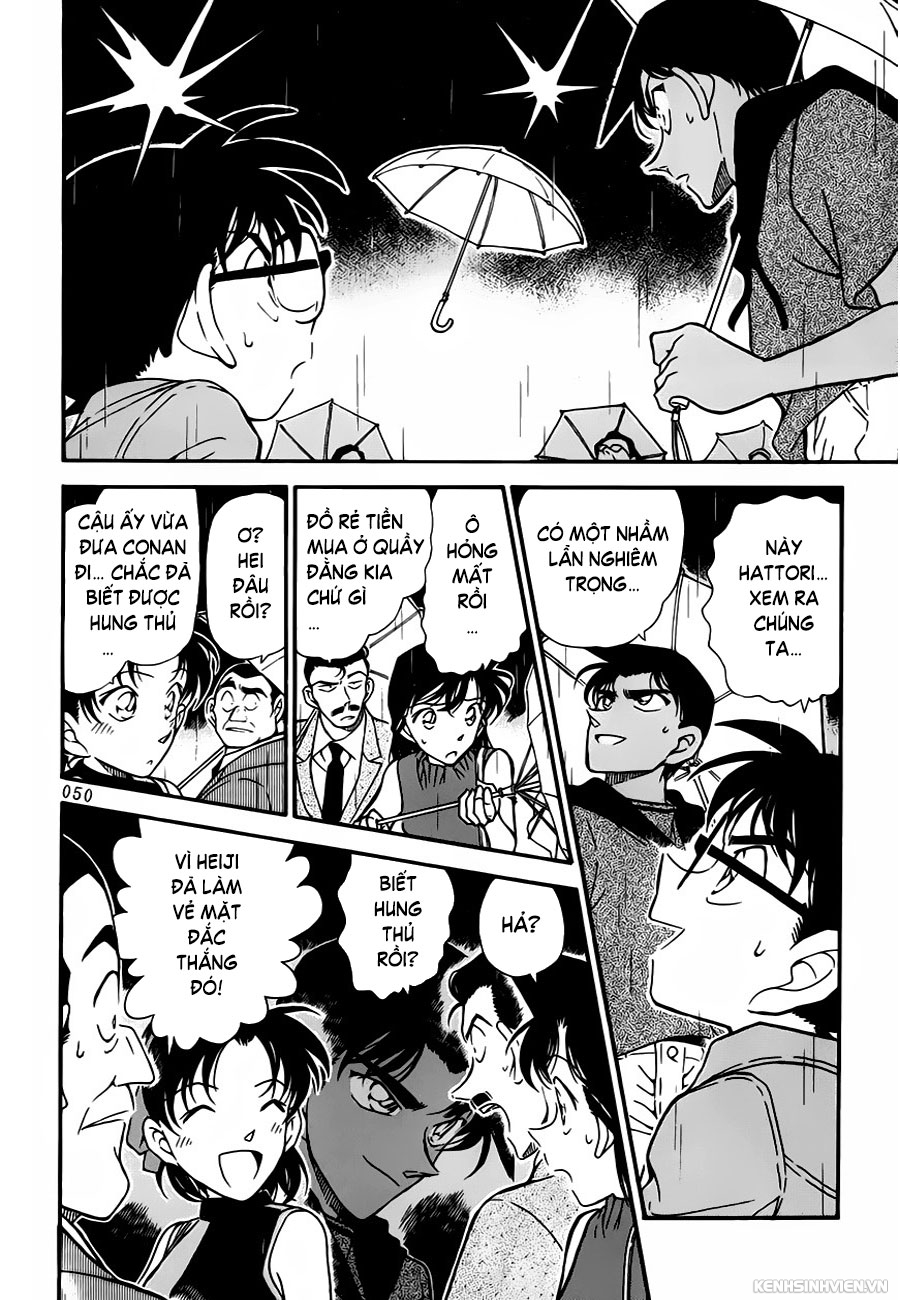 NÀY
HATTORI...
XEM RA
CHÚNG
TA...
CÓ MỘT NHẦM
LẦN NGHIÊM
TRỌNG...
Ô
HỎNG
MẤT
RỒI
...
ĐỒ RẺ TIỀN
MUA Ở QUẦY
ĐẰNG KIA
CHỨ GÌ
...
Ơ?
HEI
ĐÂU
RỒI?
CẬU ẤY VỪA
ĐƯA CONAN
ĐI... CHẮC ĐÃ
BIẾT ĐƯỢC
HUNG THỦ
...
050
HẢ?
BIẾT
HUNG
THỦ
RỒI?
VÌ HEIJI
ĐÃ LÀM
VẺ MẶT
ĐẮC
THẮNG
ĐÓ!
KENHSINHVIEN.VN